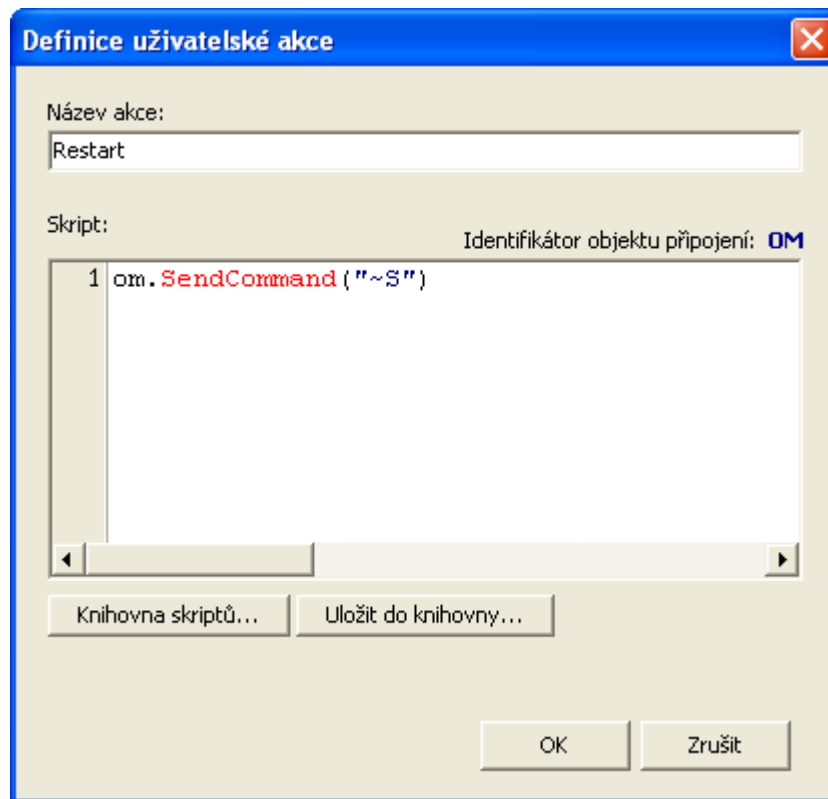 Definice uživatelské akce
Název akce:
Restart
Skript:
Identifikátor objektu připojení: OM
1 om.SendCommand("~S")
Knihovna skriptů... Uložit do knihovny...
OK Zrušit